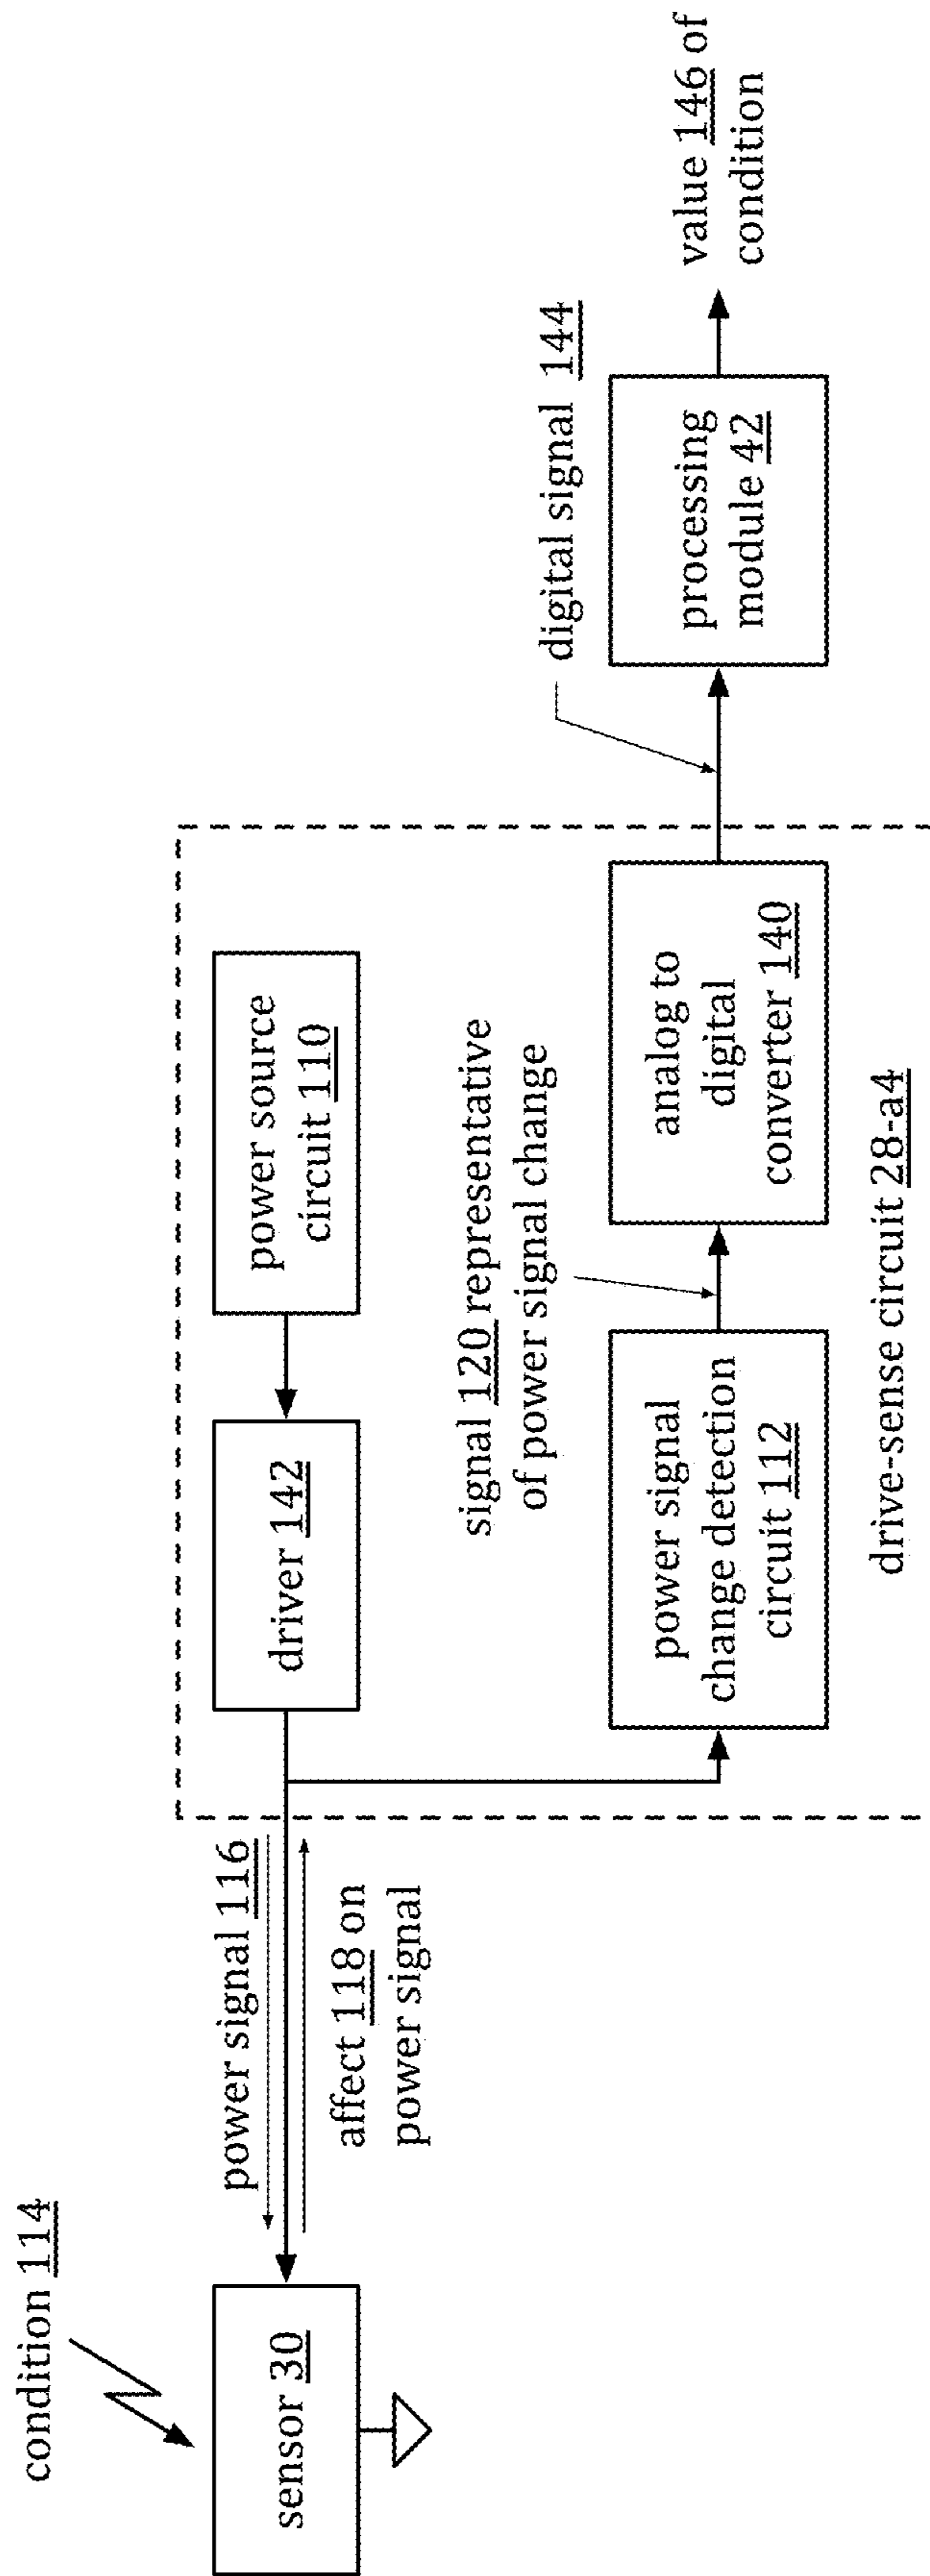 condition 114
sensor 30
power signal 116
affect 118 on
power signal
driver 142
power source
circuit 110
signal 120 representative
of power signal change
power signal
change detection
circuit 112
analog to
digital
converter 140
drive-sense circuit 28-a4
digital signal 144
processing
module 42
value 146 of
condition